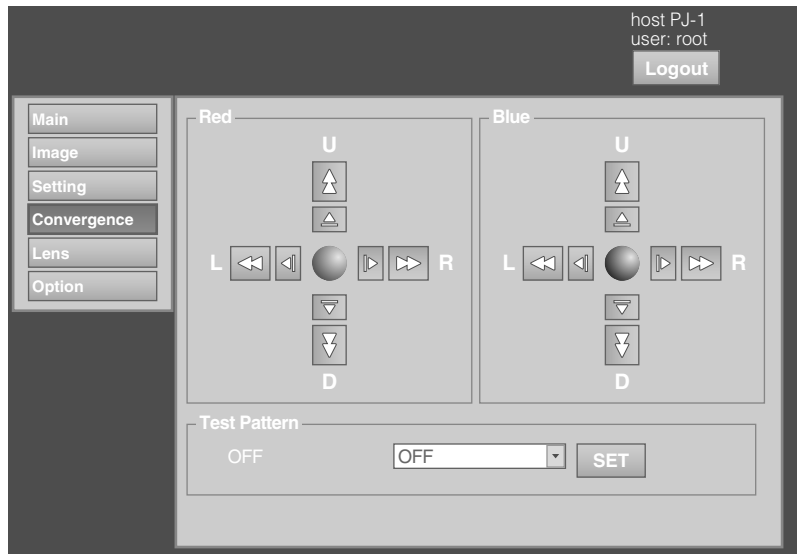 host PJ-1
user: root
Logout
Main
Image
Setting
Convergence
Lens
Option
Red
U
L
R
D
Blue
U
L
R
D
Test Pattern
OFF
OFF
SET